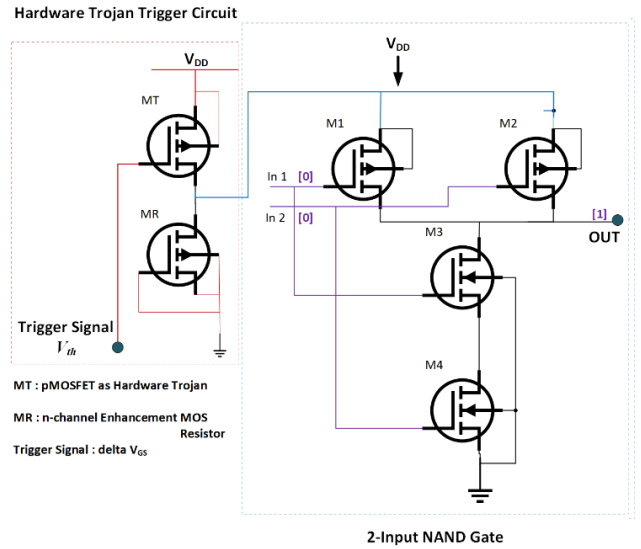 Hardware Trojan Trigger Circuit
VDD
VDD
MT
M1
M2
In 1 [0]
In 2 [0]
MR
[1]
OUT
M3
Trigger Signal
Vth
M4
MT : pMOSFET as Hardware Trojan
MR : n-channel Enhancement MOS
Resistor
Trigger Signal : delta VGS
2-Input NAND Gate